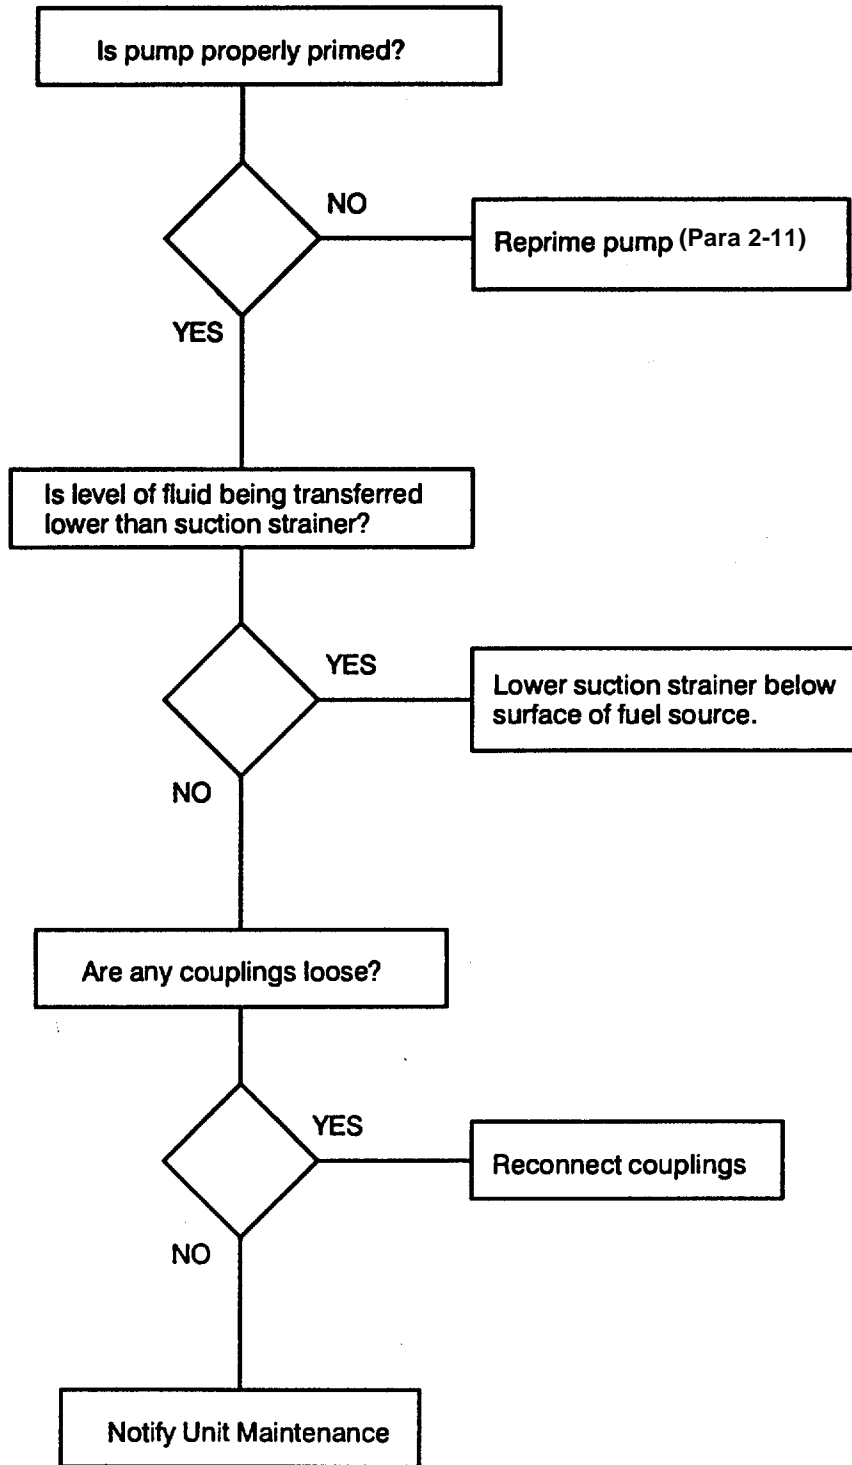 Is pump properly primed?
NO
Reprime pump (Para 2-11)
YES
Is level of fluid being transferred
lower than suction strainer?
YES
Lower suction strainer below
surface of fuel source.
NO
Are any couplings loose?
YES
Reconnect couplings
NO
Notify Unit Maintenance